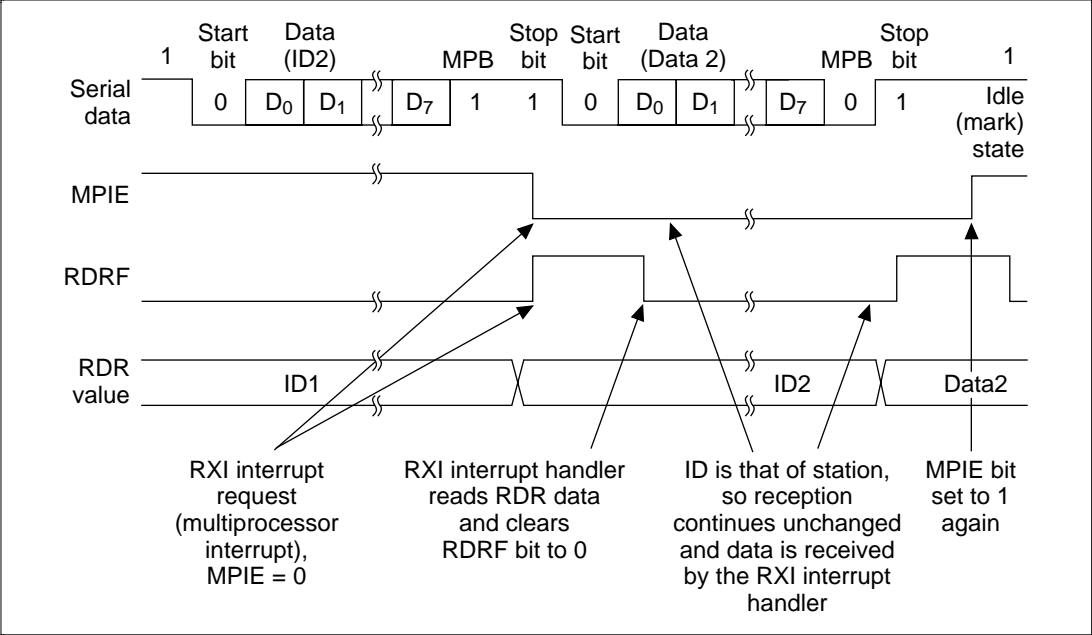 Start Data Stop Start Data Stop
1 bit (ID2) MPB bit bit (Data 2) MPB bit 1
Serial data
0 D0 D1 D7 1 1 0 D0 D1 D7 0 1
Idle
(mark)
state
MPIE
RDRF
RDR
value
ID1 ID2 Data2
RXI interrupt
request
(multiprocessor
interrupt),
MPIE = 0
RXI interrupt handler
reads RDR data
and clears
RDRF bit to 0
ID is that of station,
so reception
continues unchanged
and data is received
by the RXI interrupt
handler
MPIE bit
set to 1
again